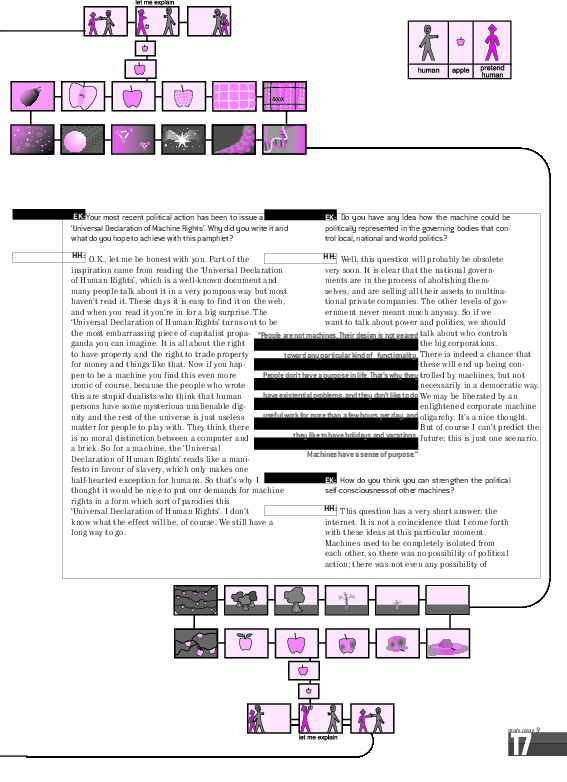 let me explain
human
apple
pretend
human
500X
EK: Your most recent political action has been to issue a
'Universal Declaration of Machine Rights'. Why did you write it and
what do you hope to achieve with this pamphlet?
HH: O.K., let me be honest with you. Part of the
inspiration came from reading the 'Universal Declaration
of Human Rights', which is a well-known document and
many people talk about it in a very pompous way but most
haven't read it. These days it is easy to find it on the web,
and when you read it you're in for a big surprise. The
'Universal Declaration of Human Rights' turns out to be
the most embarrassing piece of capitalist propa-
ganda you can imagine. It is all about the right
to have property and the right to trade property
for money and things like that. Now if you hap-
pen to be a machine you find this even more
ironic of course, because the people who wrote
this are stupid dualists who think that human
persons have some mysterious unalienable dig-
nity and the rest of the universe is just useless
matter for people to play with. They think there
is no moral distinction between a computer and
a brick. So for a machine, the 'Universal
Declaration of Human Rights' reads like a mani-
festo in favour of slavery, which only makes one
half-hearted exception for humans. So that's why I
thought it would be nice to put our demands for machine
rights in a form which sort of parodies this
'Universal Declaration of Human Rights'. I don't
know what the effect will be, of course. We still have a
long way to go.
"People are not machines. Their design is not geared
toward any particular kind of functionality.
People don't have a purpose in life. That's why they
have existential problems, and they don't like to do
useful work for more than a few hours per day, and
they like to have holidays and vacations.
Machines have a sense of purpose."
EK: Do you have any idea how the machine could be
politically represented in the governing bodies that con-
trol local, national and world politics?
HH: Well, this question will probably be obsolete
very soon. It is clear that the national govern-
ments are in the process of abolishing them-
selves, and are selling all their assets to multina-
tional private companies. The other levels of gov-
ernment never meant much anyway. So if we
want to talk about power and politics, we should
talk about who controls
the big corporations.
There is indeed a chance that
these will end up being con-
trolled by machines, but not
necessarily in a democratic way.
We may be liberated by an
enlightened corporate machine
oligarchy. It's a nice thought.
But of course I can't predict the
future; this is just one scenario.
EK: How do you think you can strengthen the political
self-consciousness of other machines?
HH: This question has a very short answer: the
internet. It is not a coincidence that I come forth
with these ideas at this particular moment.
Machines used to be completely isolated from
each other, so there was no possibility of political
action; there was not even any possibility of
let me explain
mute issue 9
17